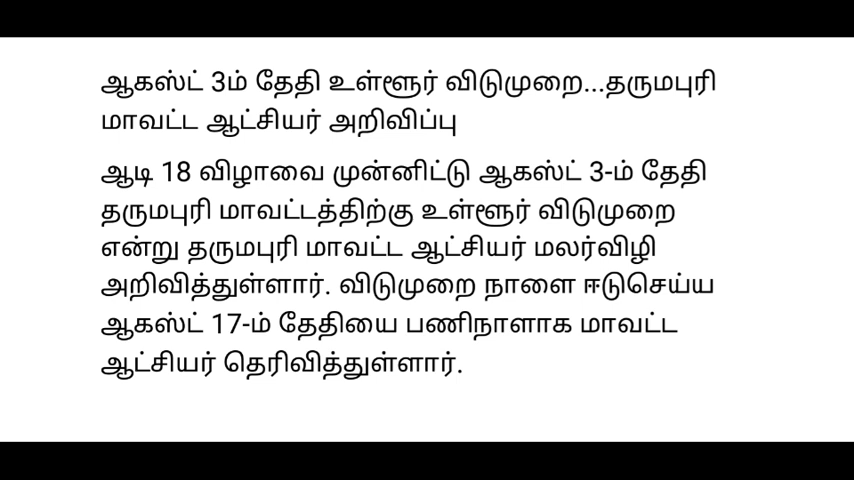 ஆகஸ்ட் 3ம் தேதி உள்ளூர் விடுமுறை...தருமபுரி
மாவட்ட ஆட்சியர் அறிவிப்பு
ஆடி 18 விழாவை முன்னிட்டு ஆகஸ்ட் 3-ம் தேதி
தருமபுரி மாவட்டத்திற்கு உள்ளூர் விடுமுறை
என்று தருமபுரி மாவட்ட ஆட்சியர் மலர்விழி
அறிவித்துள்ளார். விடுமுறை நாளை ஈடுசெய்ய
ஆகஸ்ட் 17-ம் தேதியை பணிநாளாக மாவட்ட
ஆட்சியர் தெரிவித்துள்ளார்.